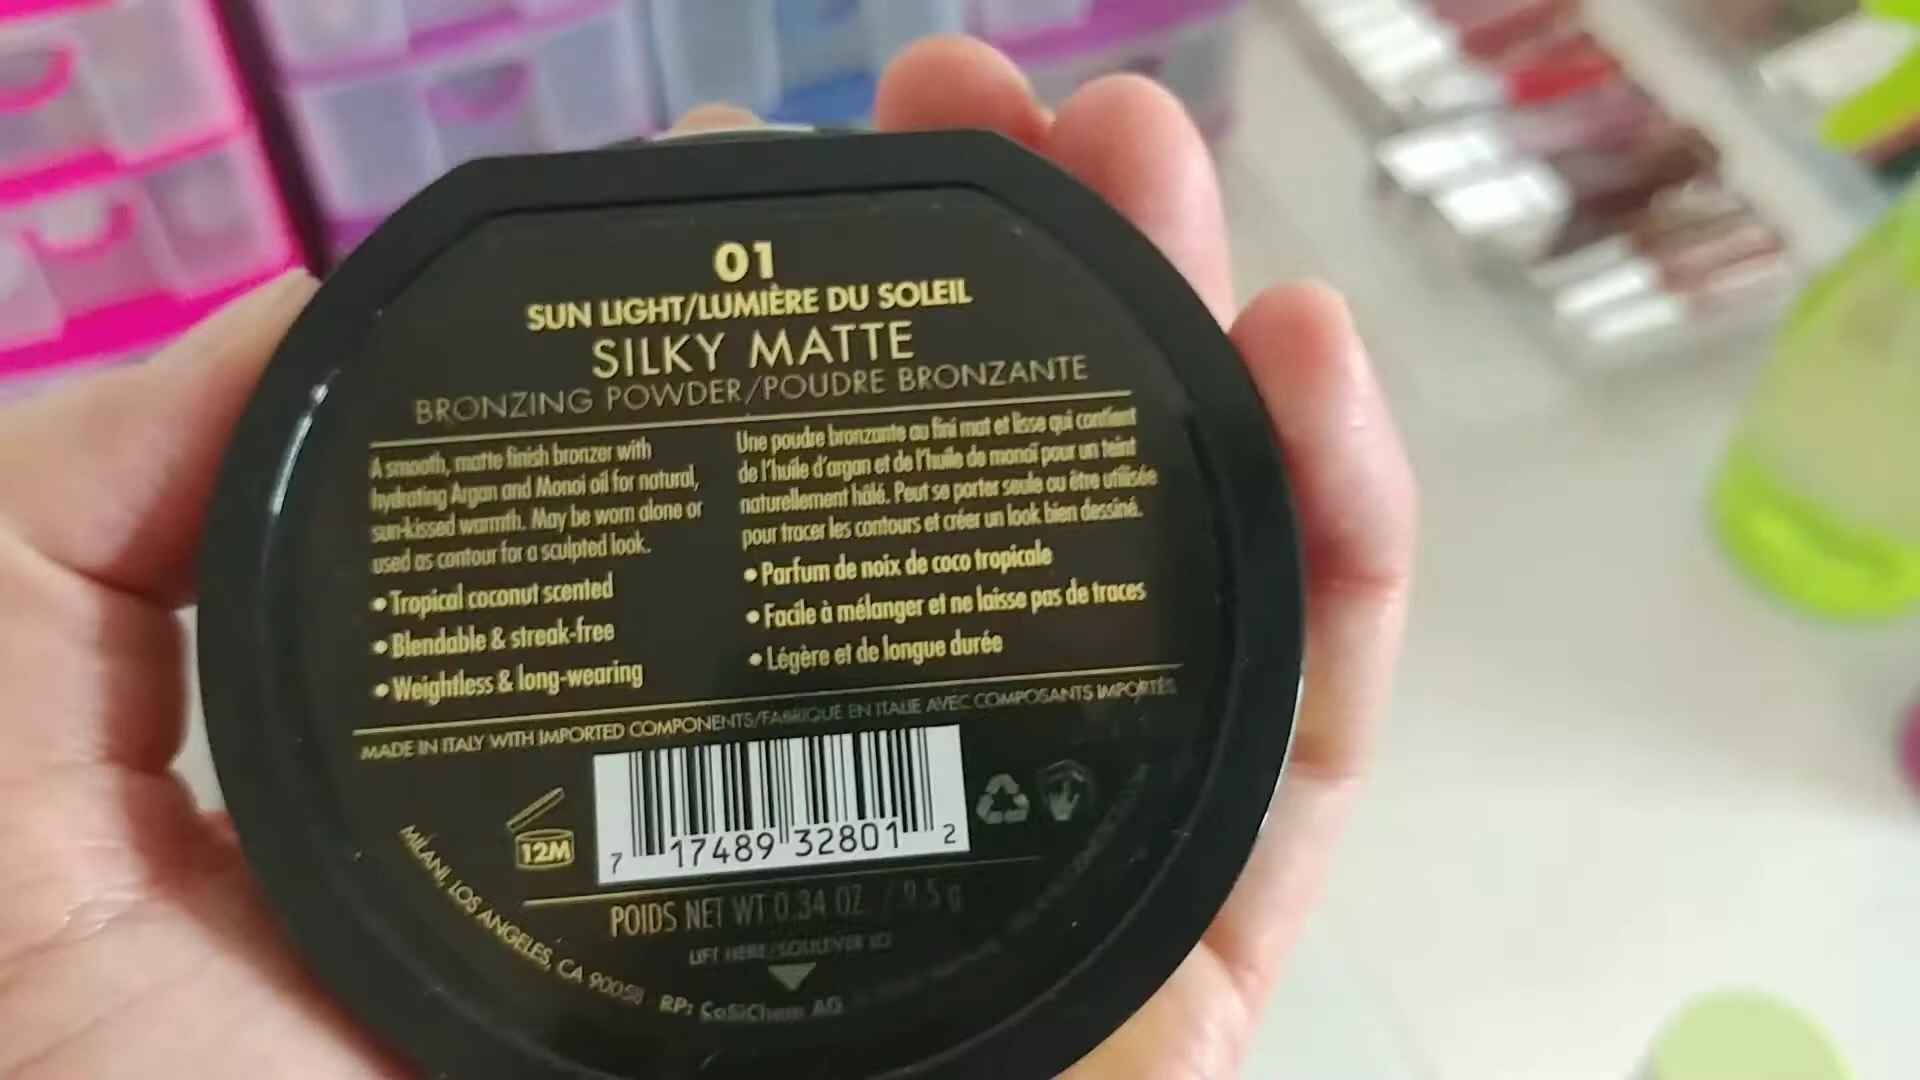 01
SUN LIGHT/LUMIÈRE DU SOLEIL
SILKY MATTE
BRONZING POWDER/POUDRE BRONZANTE
A smooth, matte finish bronzer with
hydrating Argan and Monoi oil for natural,
sun-kissed warmth. May be worn alone or
used as contour for a sculpted look.
• Tropical coconut scented
• Blendable & streak-free
• Weightless & long-wearing
Une poudre bronzante au fini mat et lisse qui contient
de l'huile d'argan et de l'huile de monoï pour un teint
naturellement hâlé. Peut se porter seule ou être utilisée
pour tracer les contours et créer un look bien dessiné.
• Parfum de noix de coco tropicale
• Facile à mélanger et ne laisse pas de traces
• Légère et de longue durée
MADE IN ITALY WITH IMPORTED COMPONENTS/FABRIQUÉ EN ITALIE AVEC COMPOSANTS IMPORTÉS
12M
7 17489 32801 2
POIDS NET WT 0.34 OZ / 9.5 g
LIFT HERE/SOULEVER ICI
MILANI, LOS ANGELES, CA 90058 RP: CoSiChem AG